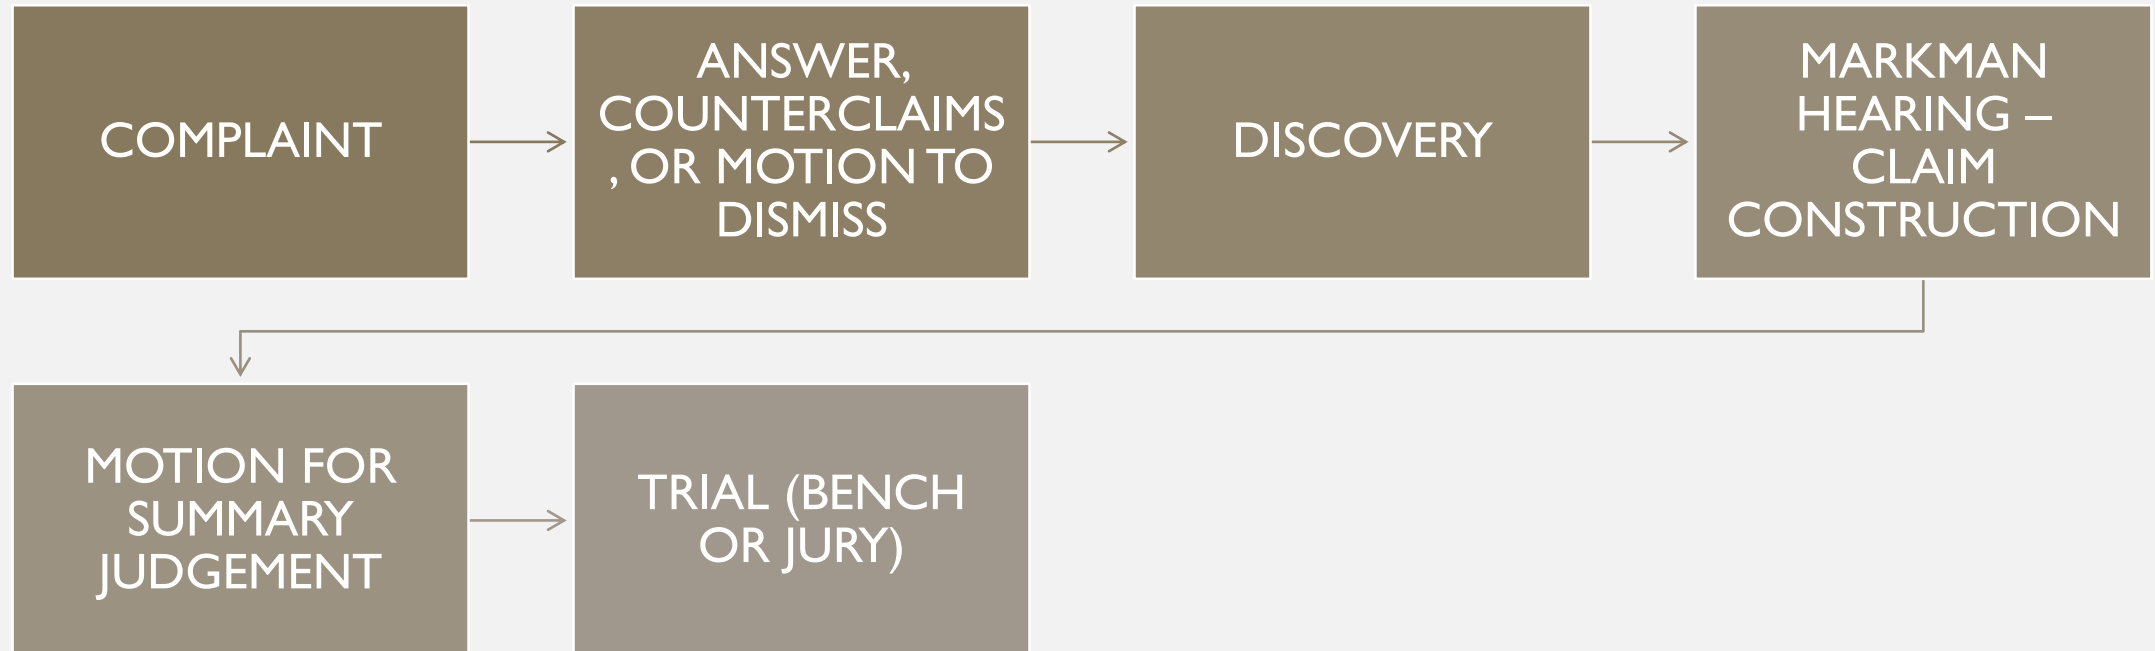 COMPLAINT
ANSWER,
COUNTERCLAIMS
, OR MOTION TO
DISMISS
DISCOVERY
MARKMAN
HEARING –
CLAIM
CONSTRUCTION
MOTION FOR
SUMMARY
JUDGEMENT
TRIAL (BENCH
OR JURY)